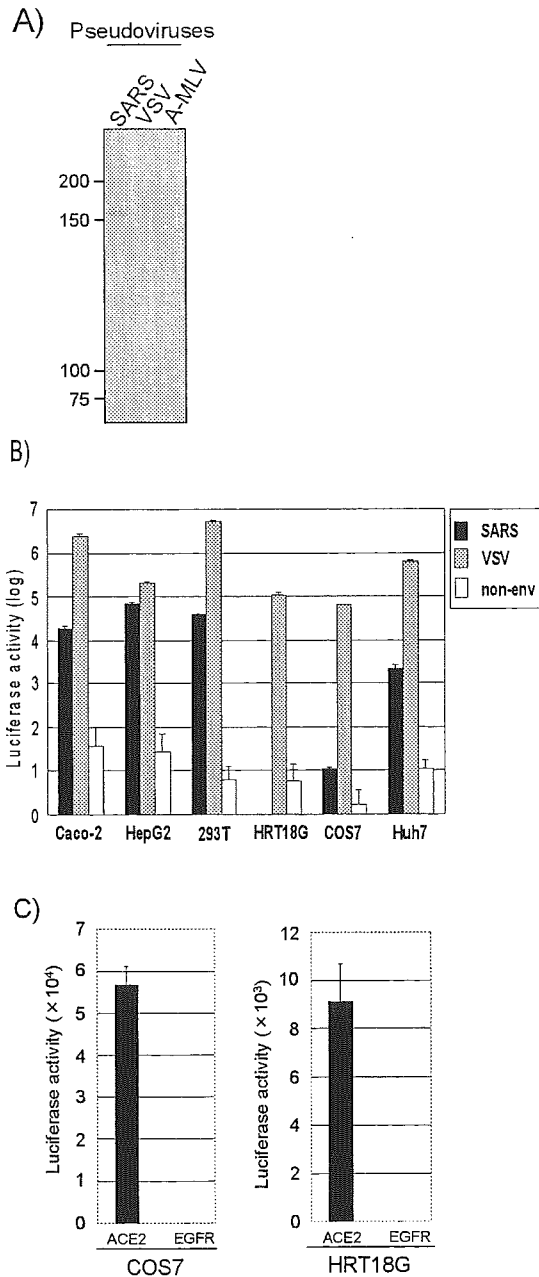 A)
Pseudoviruses
SARS
VSV
A-MLV
200
150
100
75
B)
Luciferase activity (log)
7
6
5
4
3
2
1
0
Caco-2 HepG2 293T HRT18G COS7 Huh7
SARS
VSV
non-env
C)
Luciferase activity (×10⁴)
7
6
5
4
3
2
1
0
ACE2 EGFR
COS7
Luciferase activity (×10³)
12
10
8
6
4
2
0
ACE2 EGFR
HRT18G